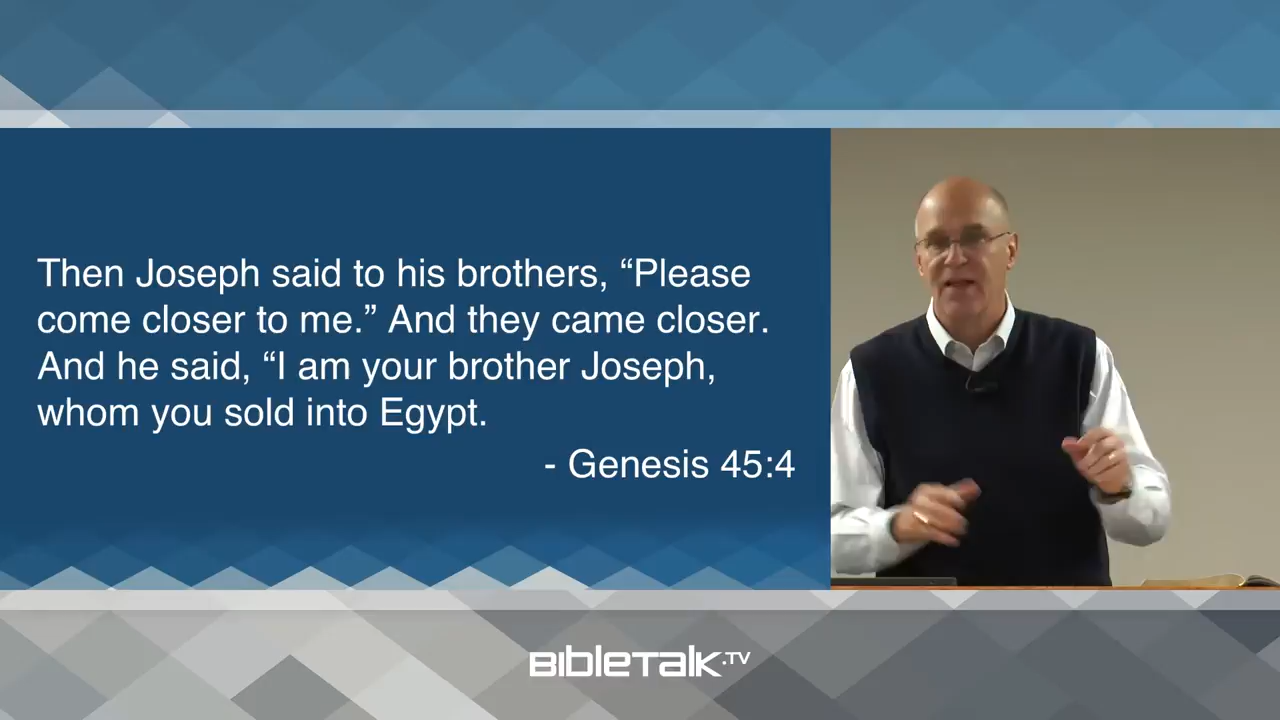 Then Joseph said to his brothers, “Please
come closer to me.” And they came closer.
And he said, “I am your brother Joseph,
whom you sold into Egypt.
- Genesis 45:4
BibleTalk.TV